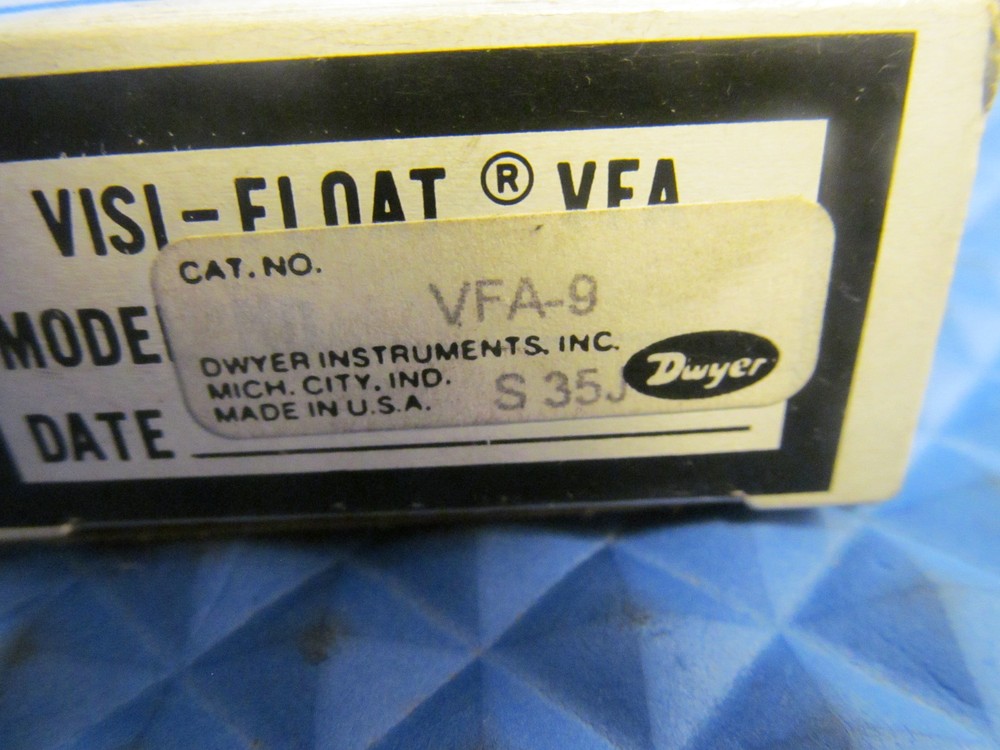 VISI-FLOAT ® VFA
CAT. NO.
VFA-9
MODEL
DWYER INSTRUMENTS, INC.
MICH. CITY, IND.
S 35J
MADE IN U.S.A.
Dwyer
DATE